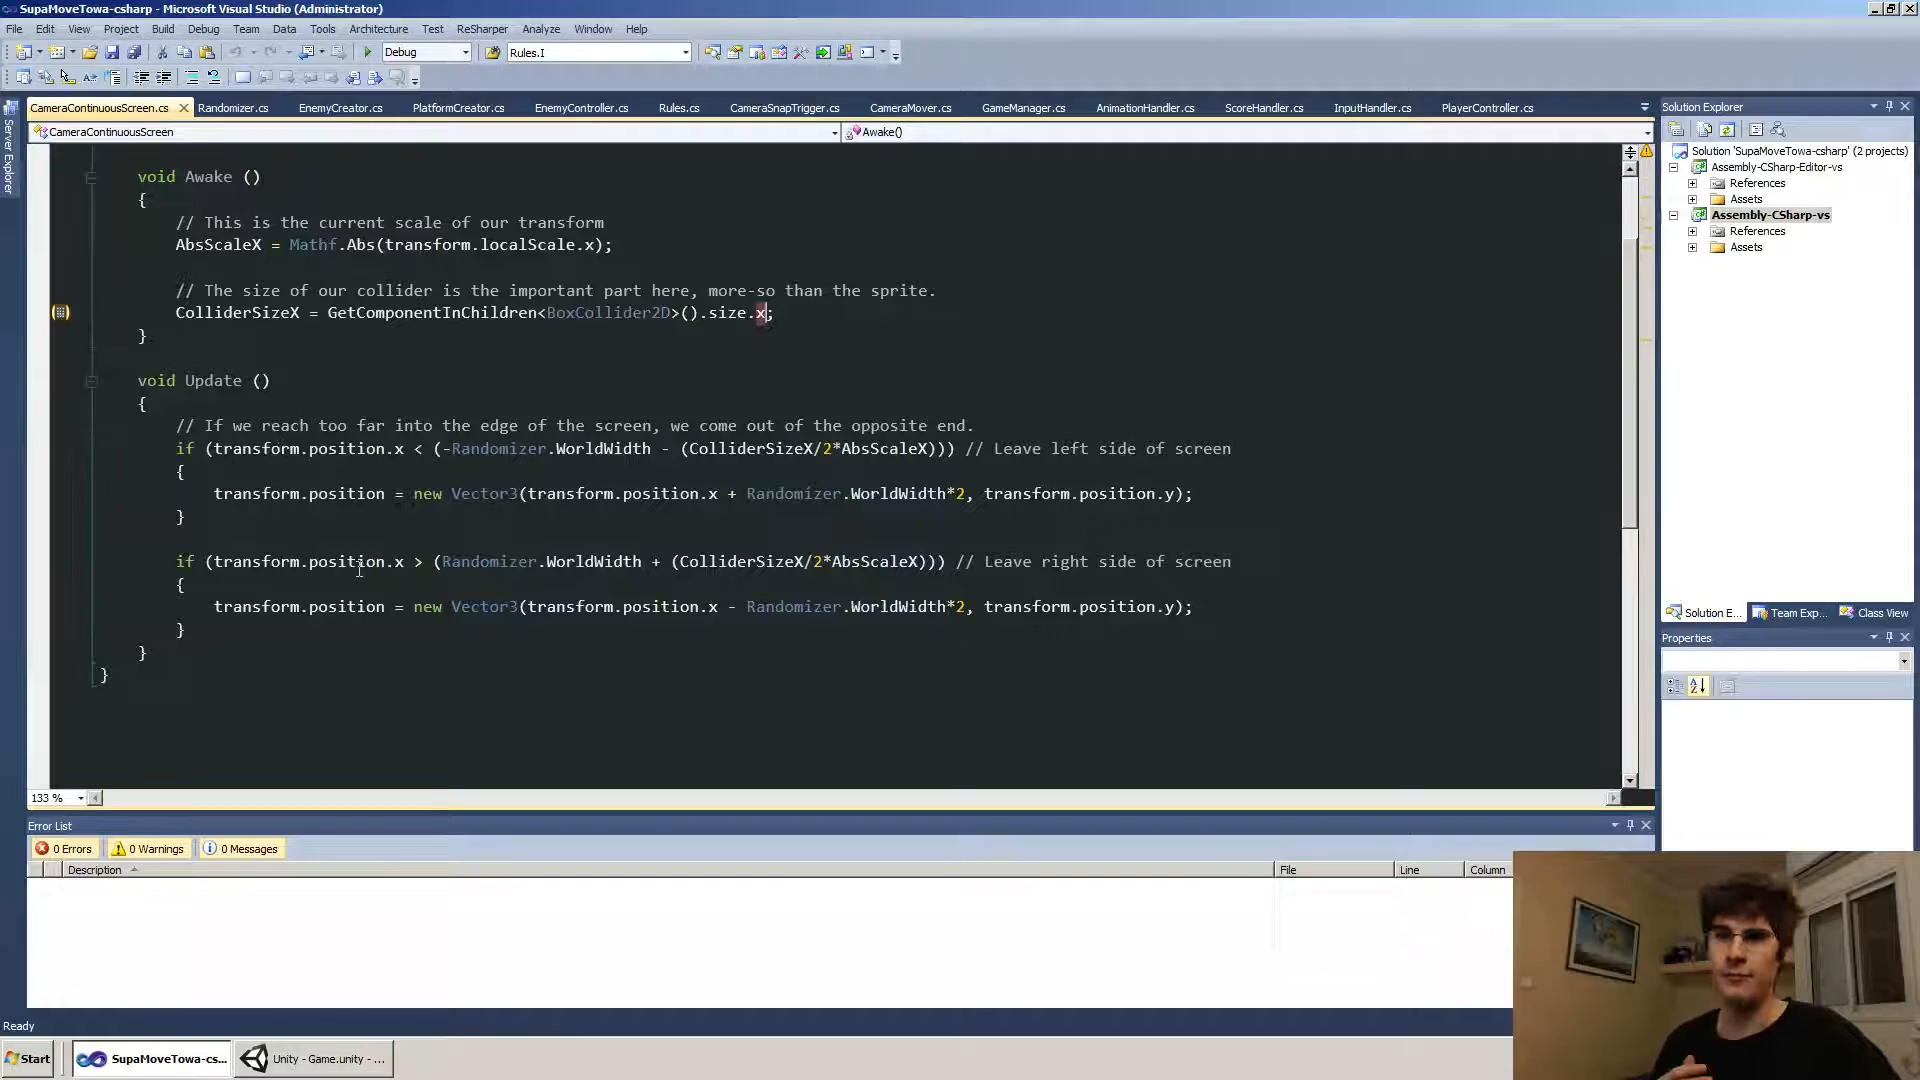 SupaMoveTowa-csharp - Microsoft Visual Studio (Administrator)
File Edit View Project Build Debug Team Data Tools Architecture Test ReSharper Analyze Window Help
Debug Rules.I
CameraContinuousScreen.cs Randomizer.cs EnemyCreator.cs PlatformCreator.cs EnemyController.cs Rules.cs CameraSnapTrigger.cs CameraMover.cs GameManager.cs AnimationHandler.cs ScoreHandler.cs InputHandler.cs PlayerController.cs
CameraContinuousScreen Awake()
Server Explorer
void Awake ()
{
// This is the current scale of our transform
AbsScaleX = Mathf.Abs(transform.localScale.x);
// The size of our collider is the important part here, more-so than the sprite.
ColliderSizeX = GetComponentInChildren<BoxCollider2D>().size.x;
}
void Update ()
{
// If we reach too far into the edge of the screen, we come out of the opposite end.
if (transform.position.x < (-Randomizer.WorldWidth - (ColliderSizeX/2*AbsScaleX))) // Leave left side of screen
{
transform.position = new Vector3(transform.position.x + Randomizer.WorldWidth*2, transform.position.y);
}
if (transform.position.x > (Randomizer.WorldWidth + (ColliderSizeX/2*AbsScaleX))) // Leave right side of screen
{
transform.position = new Vector3(transform.position.x - Randomizer.WorldWidth*2, transform.position.y);
}
}
}
133 %
Solution Explorer
Solution 'SupaMoveTowa-csharp' (2 projects)
Assembly-CSharp-Editor-vs
References
Assets
Assembly-CSharp-vs
References
Assets
Solution E... Team Exp... Class View
Properties
Error List
0 Errors 0 Warnings 0 Messages
Description File Line Column
Ready
Start SupaMoveTowa-cs... Unity - Game.unity - ...